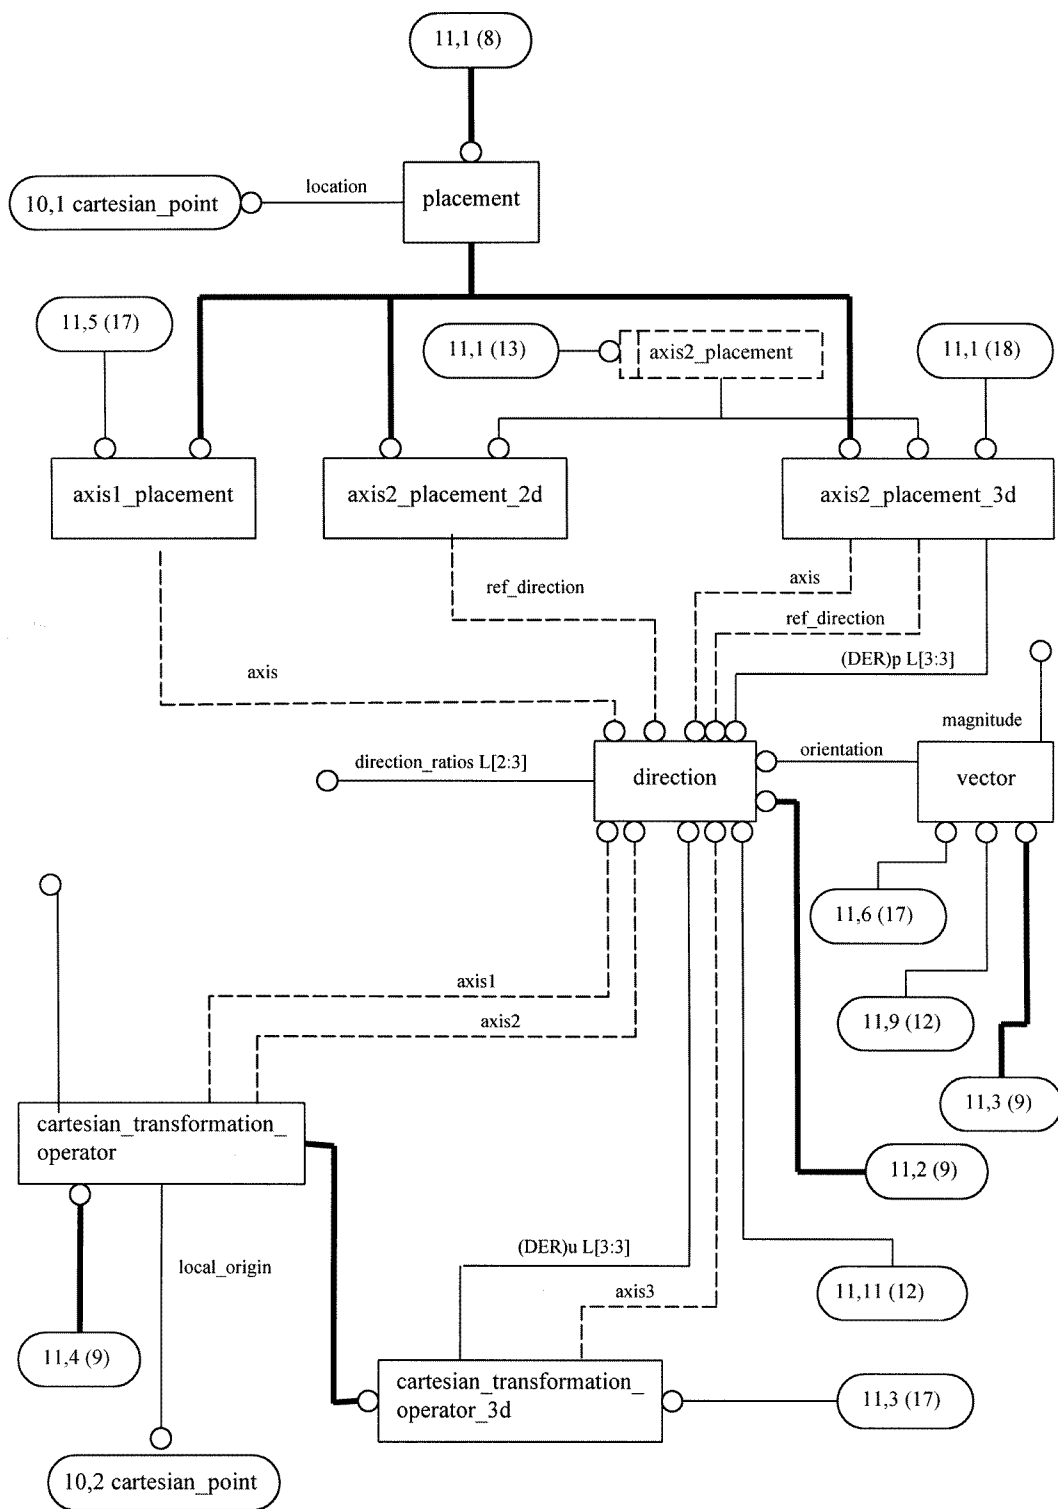 11,1 (8)
location
placement
10,1 cartesian_point
11,5 (17)
11,1 (13)
axis2_placement
11,1 (18)
axis1_placement
axis2_placement_2d
axis2_placement_3d
axis
ref_direction
ref_direction
(DER)p L[3:3]
axis
magnitude
orientation
direction_ratios L[2:3]
direction
vector
11,6 (17)
axis1
axis2
11,9 (12)
11,3 (9)
cartesian_transformation_
operator
11,2 (9)
(DER)u L[3:3]
local_origin
axis3
11,11 (12)
11,4 (9)
cartesian_transformation_
operator_3d
11,3 (17)
10,2 cartesian_point